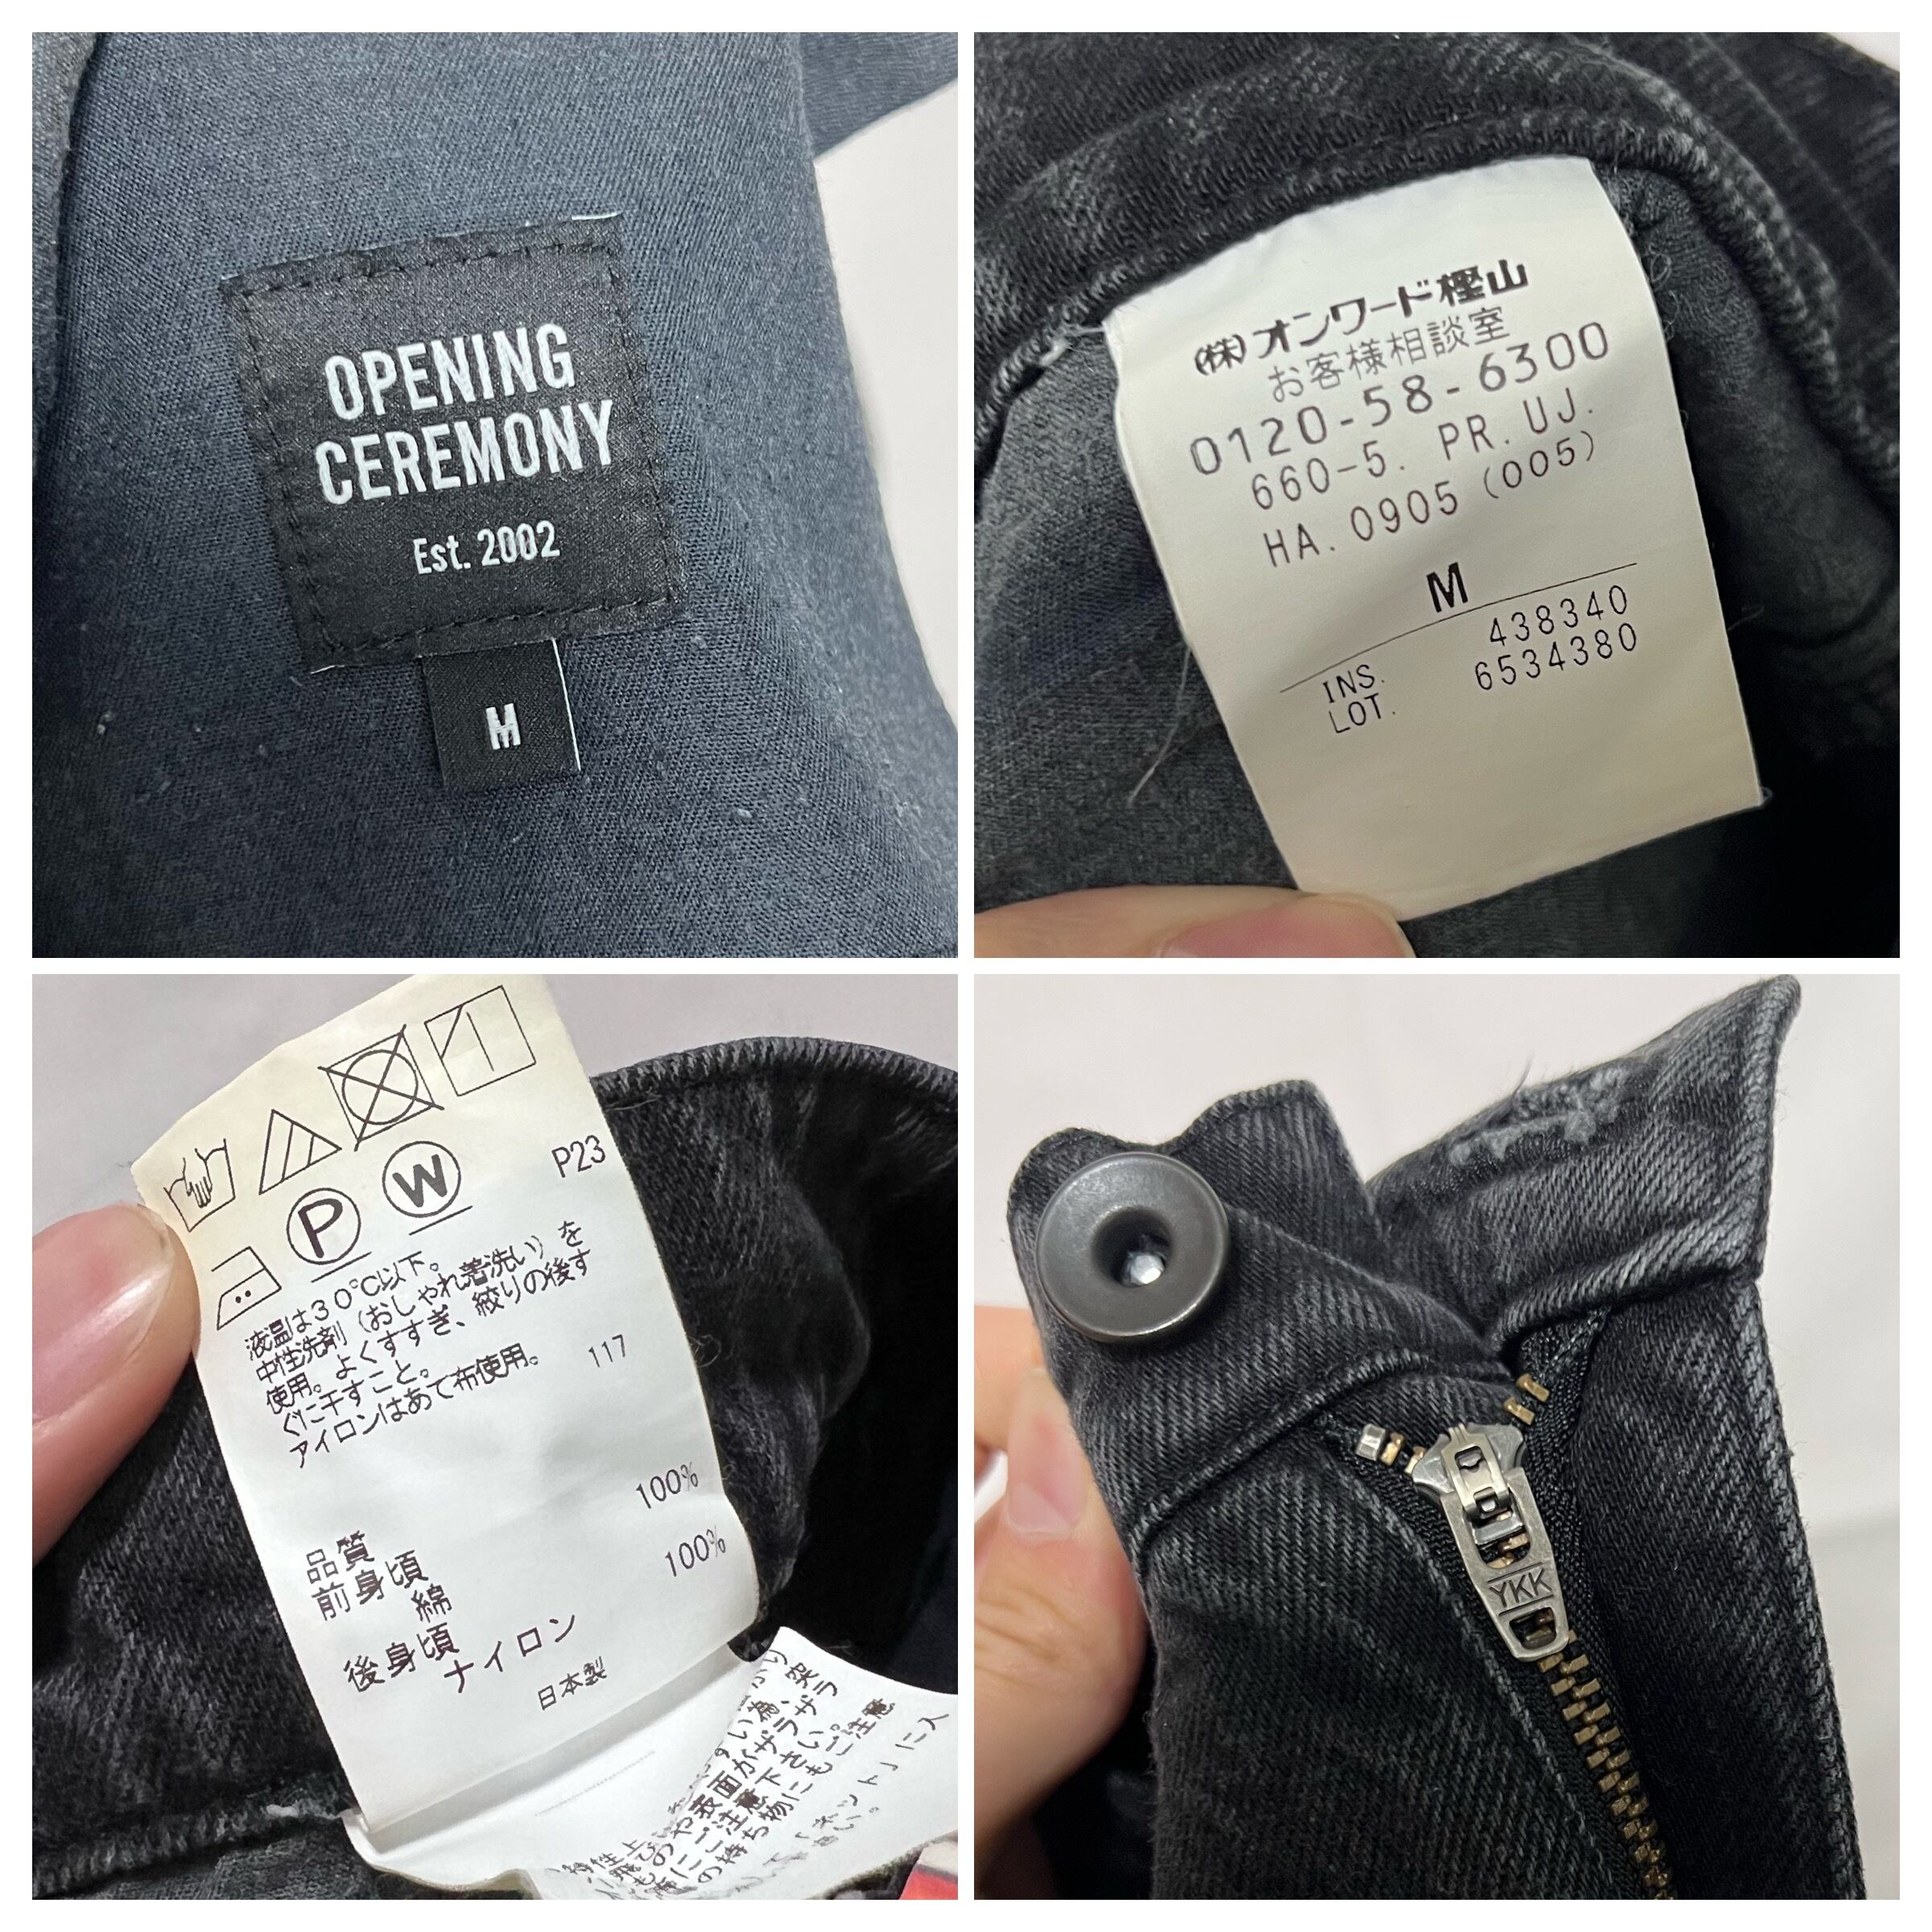 OPENING
CEREMONY
Est. 2002
M
㈱オンワード樫山
お客様相談室
0120-58-6300
660-5. PR. UJ.
HA. 0905 (005)
M
INS. 438340
LOT. 6534380
P W P23
液温は30℃以下。
中性洗剤（おしゃれ着洗い）を
使用。よくすすぎ、絞りの後す
ぐに干すこと。
アイロンはあて布使用。 117
品質
前身頃
綿 100%
後身頃
ナイロン 100%
日本製
YKK